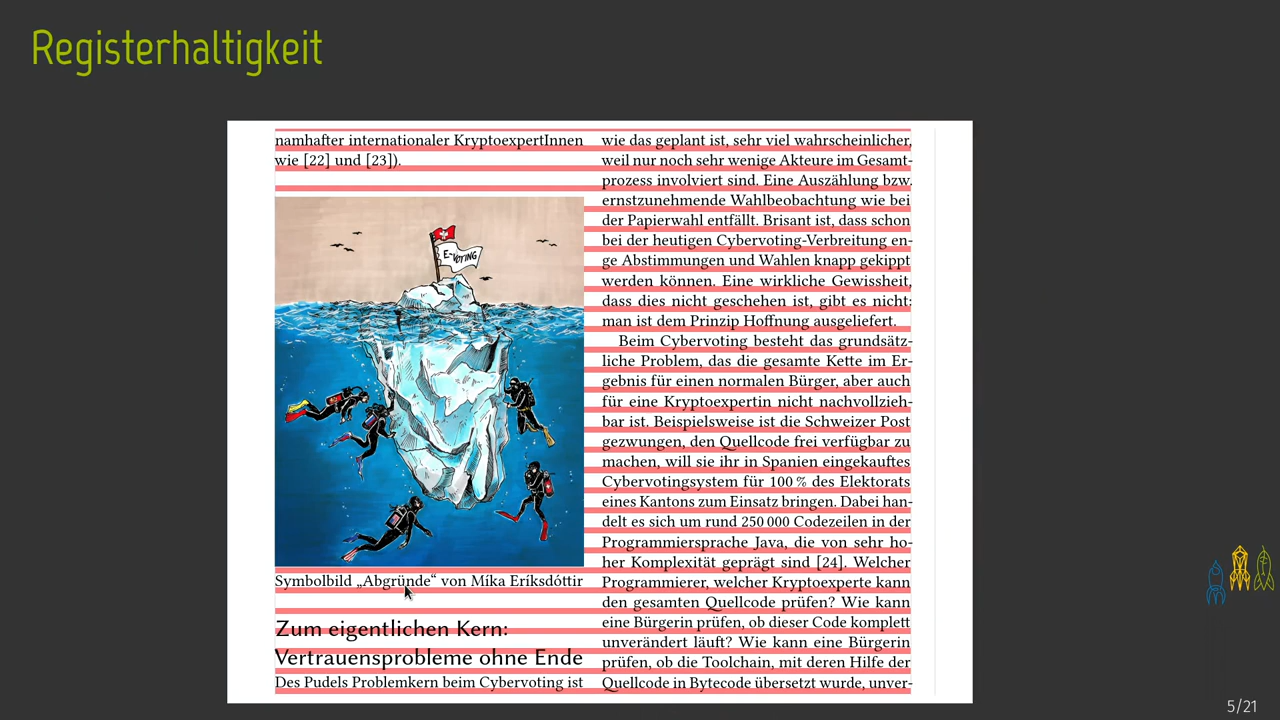 Registerhaltigkeit
namhafter internationaler KryptoexpertInnen
wie [22] und [23]).
E-VOTING
Symbolbild „Abgründe“ von Míka Eríksdóttir
Zum eigentlichen Kern:
Vertrauensprobleme ohne Ende
Des Pudels Problemkern beim Cybervoting ist
wie das geplant ist, sehr viel wahrscheinlicher,
weil nur noch sehr wenige Akteure im Gesamt-
prozess involviert sind. Eine Auszählung bzw.
ernstzunehmende Wahlbeobachtung wie bei
der Papierwahl entfällt. Brisant ist, dass schon
bei der heutigen Cybervoting-Verbreitung en-
ge Abstimmungen und Wahlen knapp gekippt
werden können. Eine wirkliche Gewissheit,
dass dies nicht geschehen ist, gibt es nicht:
man ist dem Prinzip Hoffnung ausgeliefert.
Beim Cybervoting besteht das grundsätz-
liche Problem, das die gesamte Kette im Er-
gebnis für einen normalen Bürger, aber auch
für eine Kryptoexpertin nicht nachvollzieh-
bar ist. Beispielsweise ist die Schweizer Post
gezwungen, den Quellcode frei verfügbar zu
machen, will sie ihr in Spanien eingekauftes
Cybervotingsystem für 100 % des Elektorats
eines Kantons zum Einsatz bringen. Dabei han-
delt es sich um rund 250 000 Codezeilen in der
Programmiersprache Java, die von sehr ho-
her Komplexität geprägt sind [24]. Welcher
Programmierer, welcher Kryptoexperte kann
den gesamten Quellcode prüfen? Wie kann
eine Bürgerin prüfen, ob dieser Code komplett
unverändert läuft? Wie kann eine Bürgerin
prüfen, ob die Toolchain, mit deren Hilfe der
Quellcode in Bytecode übersetzt wurde, unver-
5/21